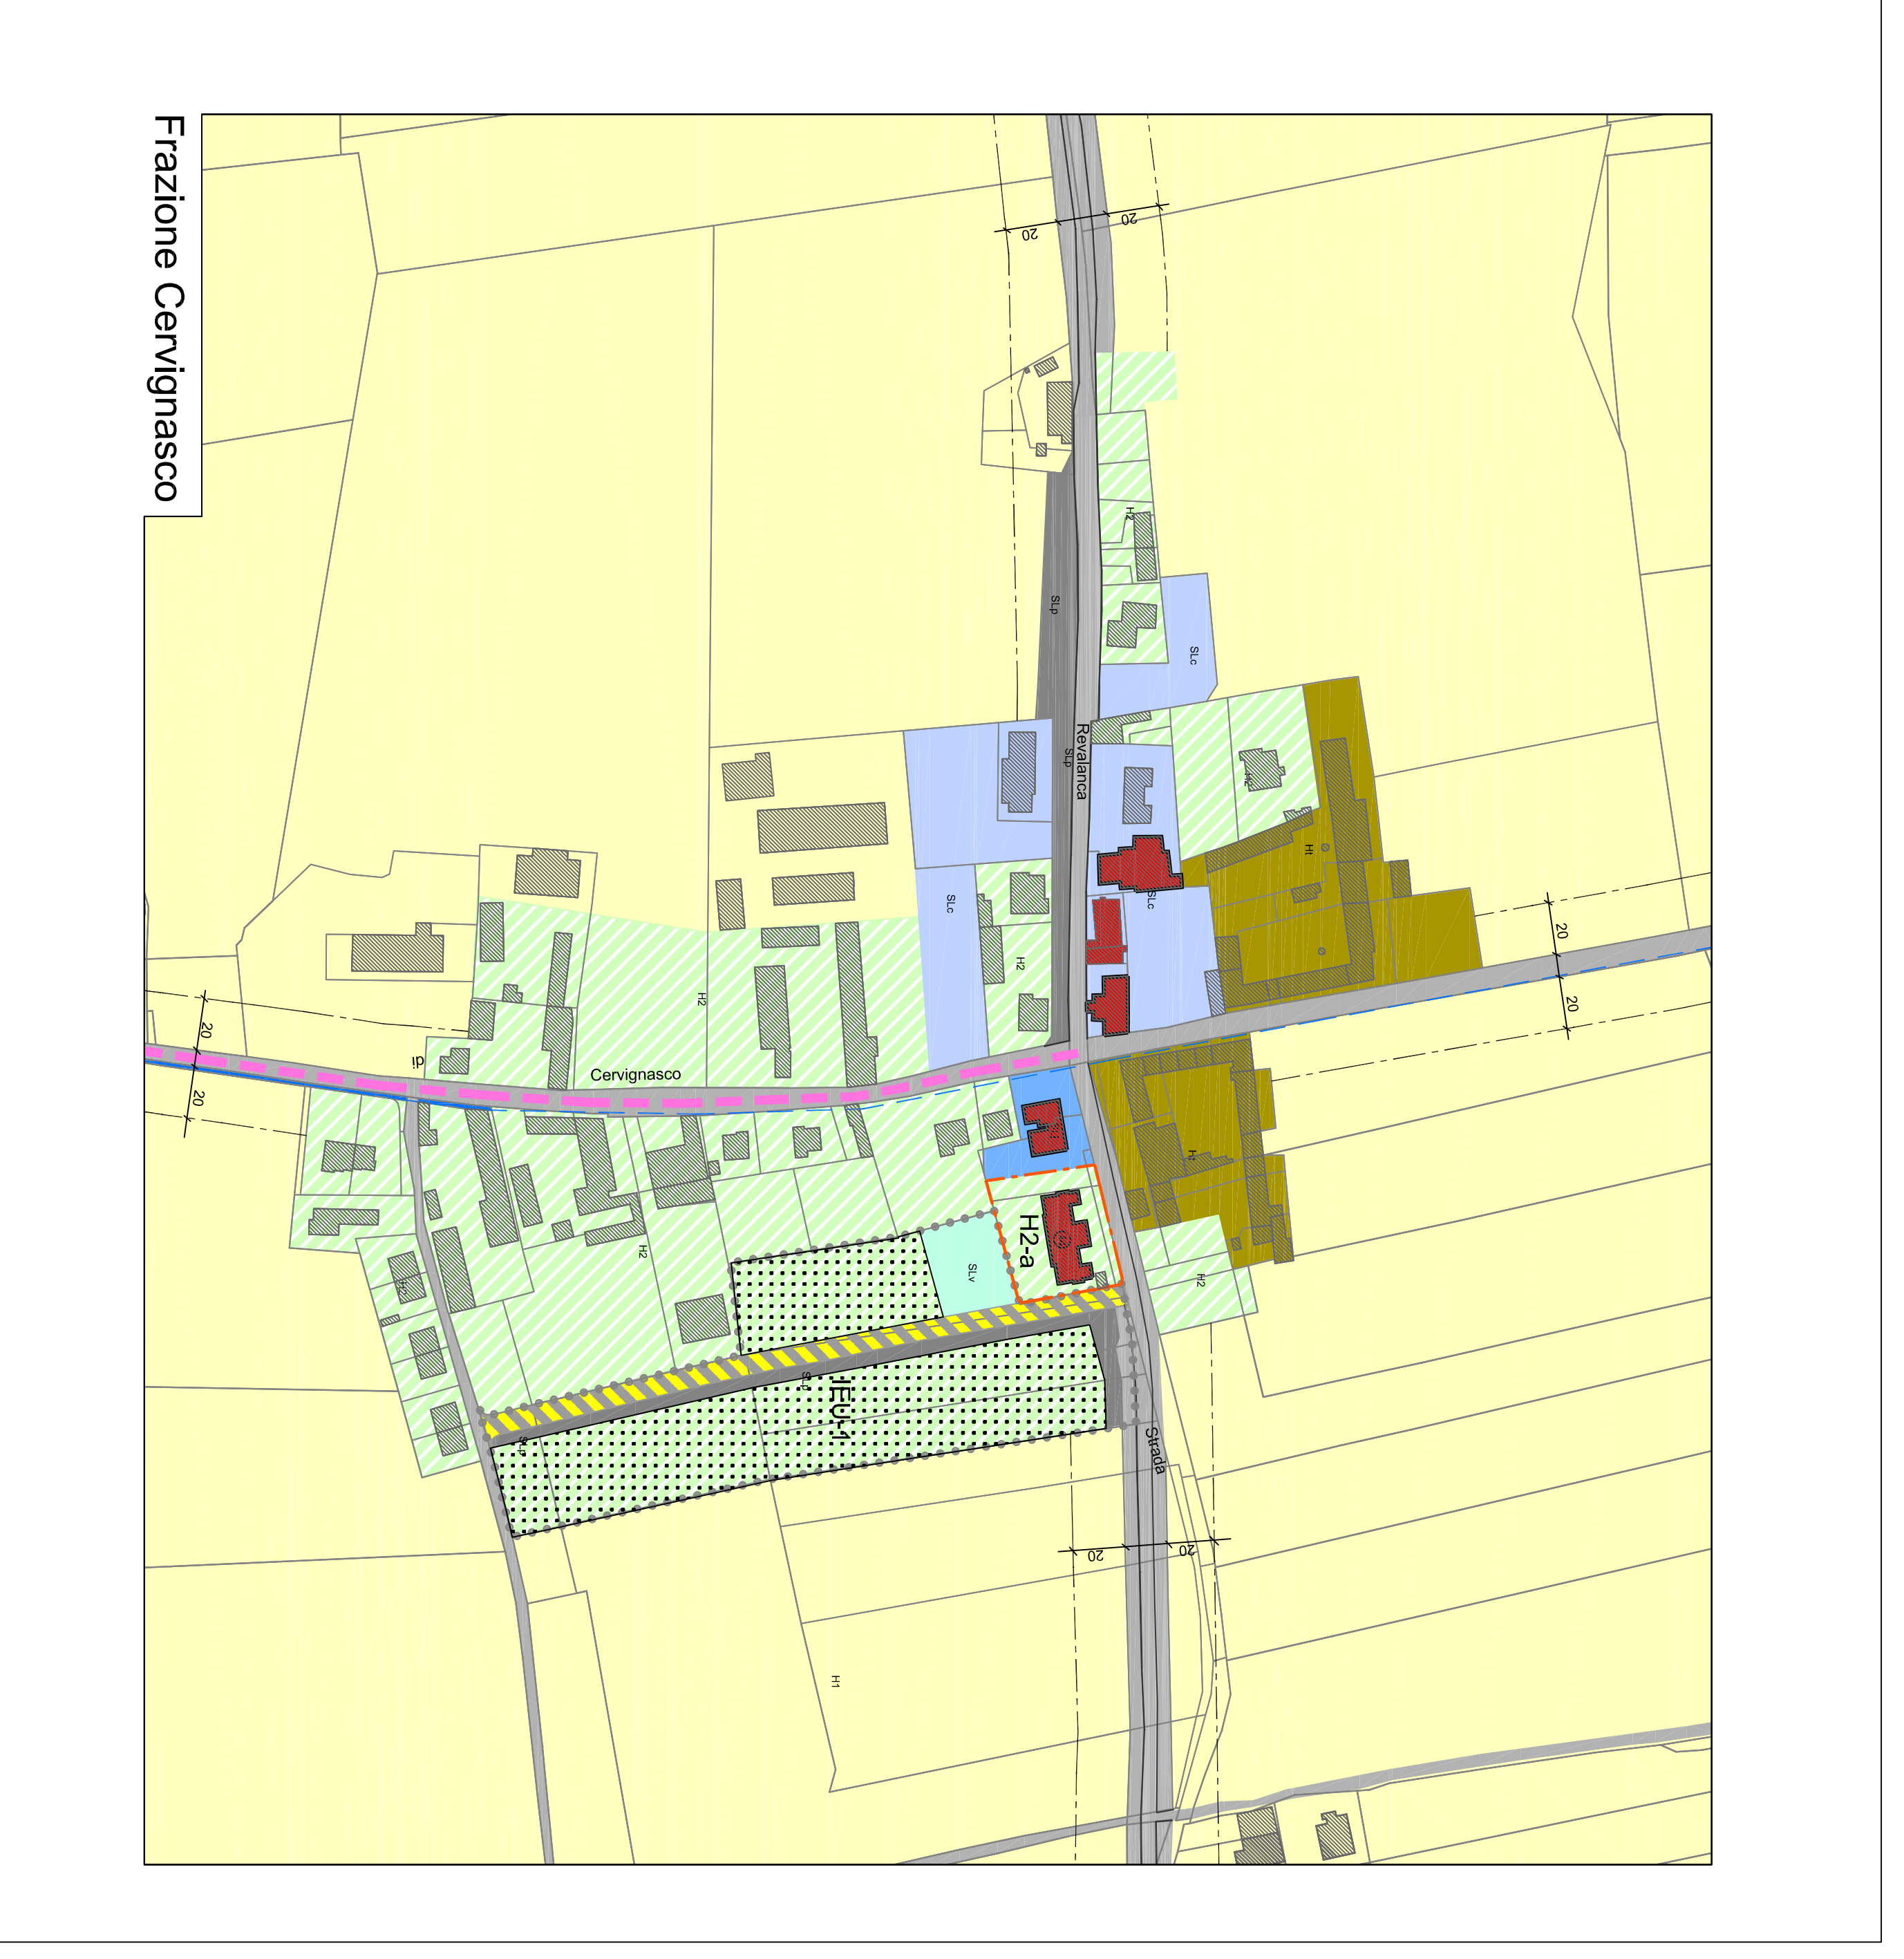 Frazione Cervignasco
20
20
H2
SLp
SLc
Revalanca
SLp
H2
Ht
SLc
SLc
H2
H2
20
20
20
20
di
Cervignasco
Ht
H2
H2-a
SLv
H2
H2
SLp
IEU-1
SLp
Strada
20
20
H1